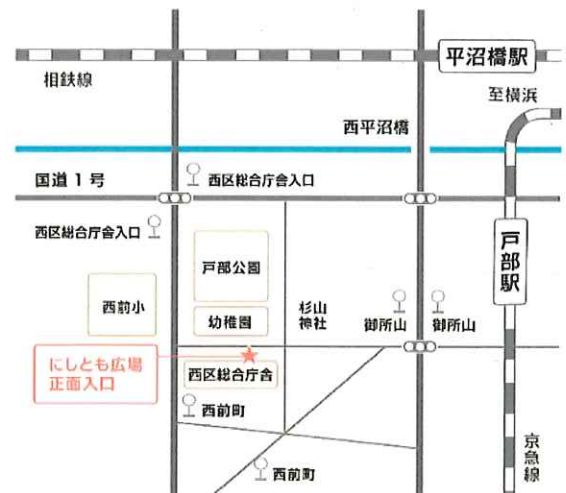 平沼橋駅
相鉄線
至横浜
西平沼橋
国道1号
西区総合庁舎入口
西区総合庁舎入口
戸部公園
戸部駅
西前小
幼稚園
杉山
神社
御所山
御所山
にしとも広場
正面入口
西区総合庁舎
西前町
西前町
京急線